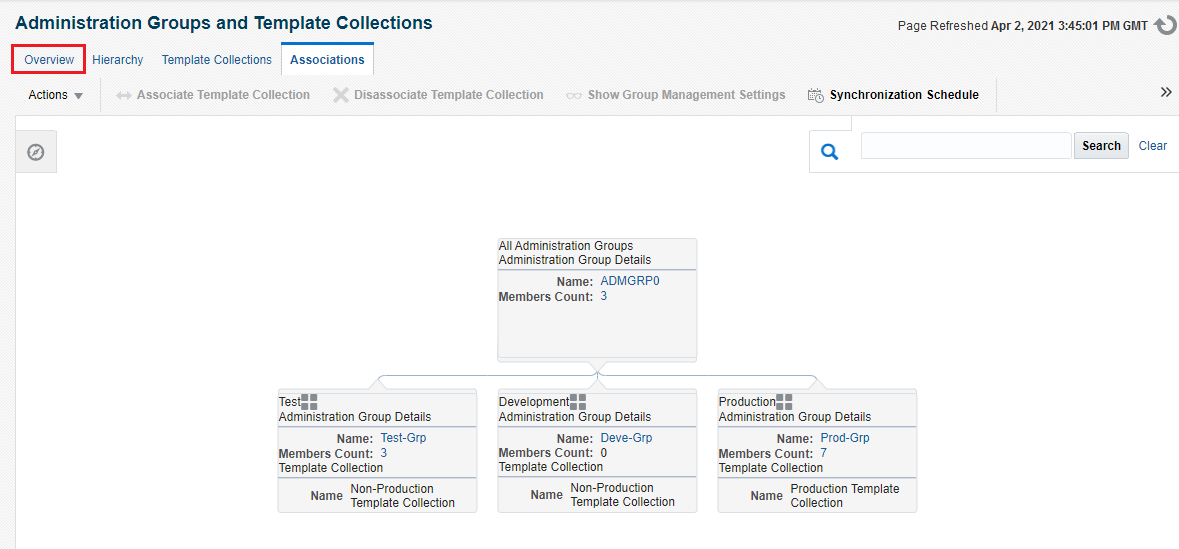 Administration Groups and Template Collections
Page Refreshed Apr 2, 2021 3:45:01 PM GMT
Overview Hierarchy Template Collections Associations
Actions Associate Template Collection Disassociate Template Collection Show Group Management Settings Synchronization Schedule
Search Clear
All Administration Groups
Administration Group Details
Name: ADMGRP0
Members Count: 3
Test
Administration Group Details
Name: Test-Grp
Members Count: 3
Template Collection
Name Non-Production
Template Collection
Development
Administration Group Details
Name: Deve-Grp
Members Count: 0
Template Collection
Name Non-Production
Template Collection
Production
Administration Group Details
Name: Prod-Grp
Members Count: 7
Template Collection
Name Production Template
Collection